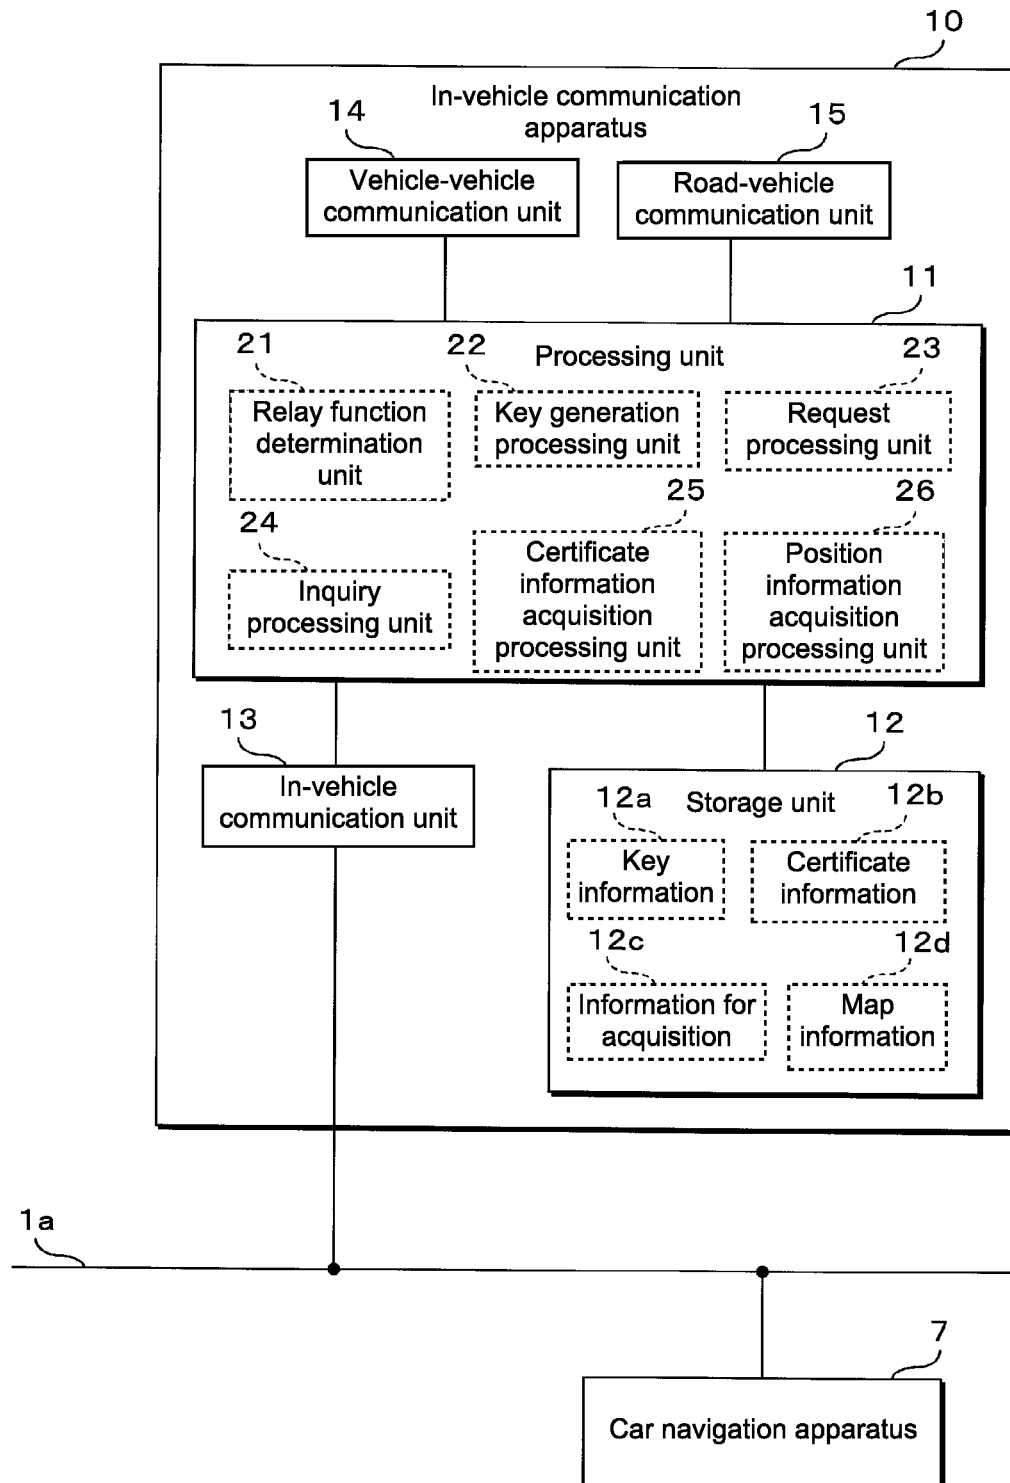 10
In-vehicle communication
apparatus
14
15
Vehicle-vehicle
communication unit
Road-vehicle
communication unit
11
21
22
Processing unit
23
Relay function
determination
unit
Key generation
processing unit
Request
processing unit
24
25
26
Inquiry
processing unit
Certificate
information
acquisition
processing unit
Position
information
acquisition
processing unit
13
12
In-vehicle
communication unit
12a
Storage unit
12b
Key
information
Certificate
information
12c
12d
Information for
acquisition
Map
information
1a
7
Car navigation apparatus